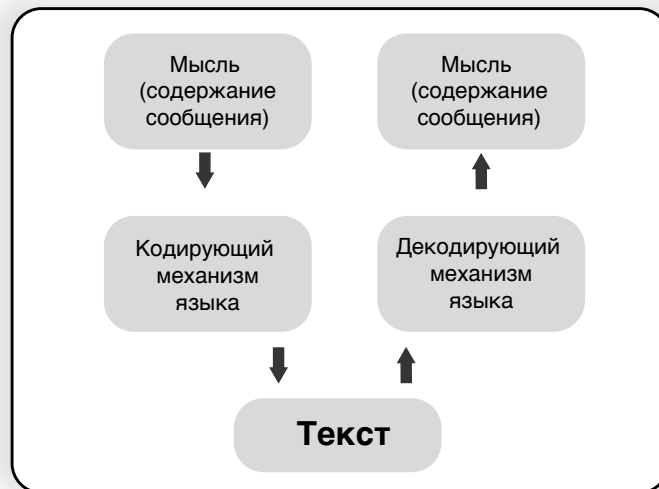 Мысль
(содержание
сообщения)
Мысль
(содержание
сообщения)
Кодирующий
механизм
языка
Декодирующий
механизм
языка
Текст